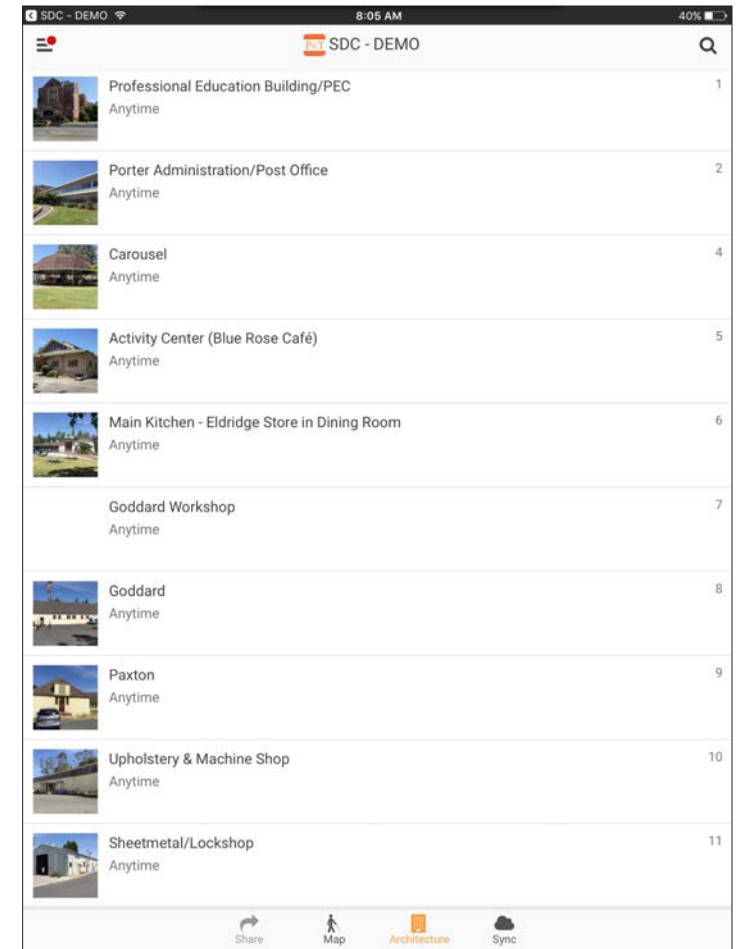 SDC - DEMO
8:05 AM
40%
P&T SDC - DEMO
Professional Education Building/PEC
1
Anytime
Porter Administration/Post Office
2
Anytime
Carousel
4
Anytime
Activity Center (Blue Rose Café)
5
Anytime
Main Kitchen - Eldridge Store in Dining Room
6
Anytime
Goddard Workshop
7
Anytime
Goddard
8
Anytime
Paxton
9
Anytime
Upholstery & Machine Shop
10
Anytime
Sheetmetal/Lockshop
11
Anytime
Share
Map
Architecture
Sync